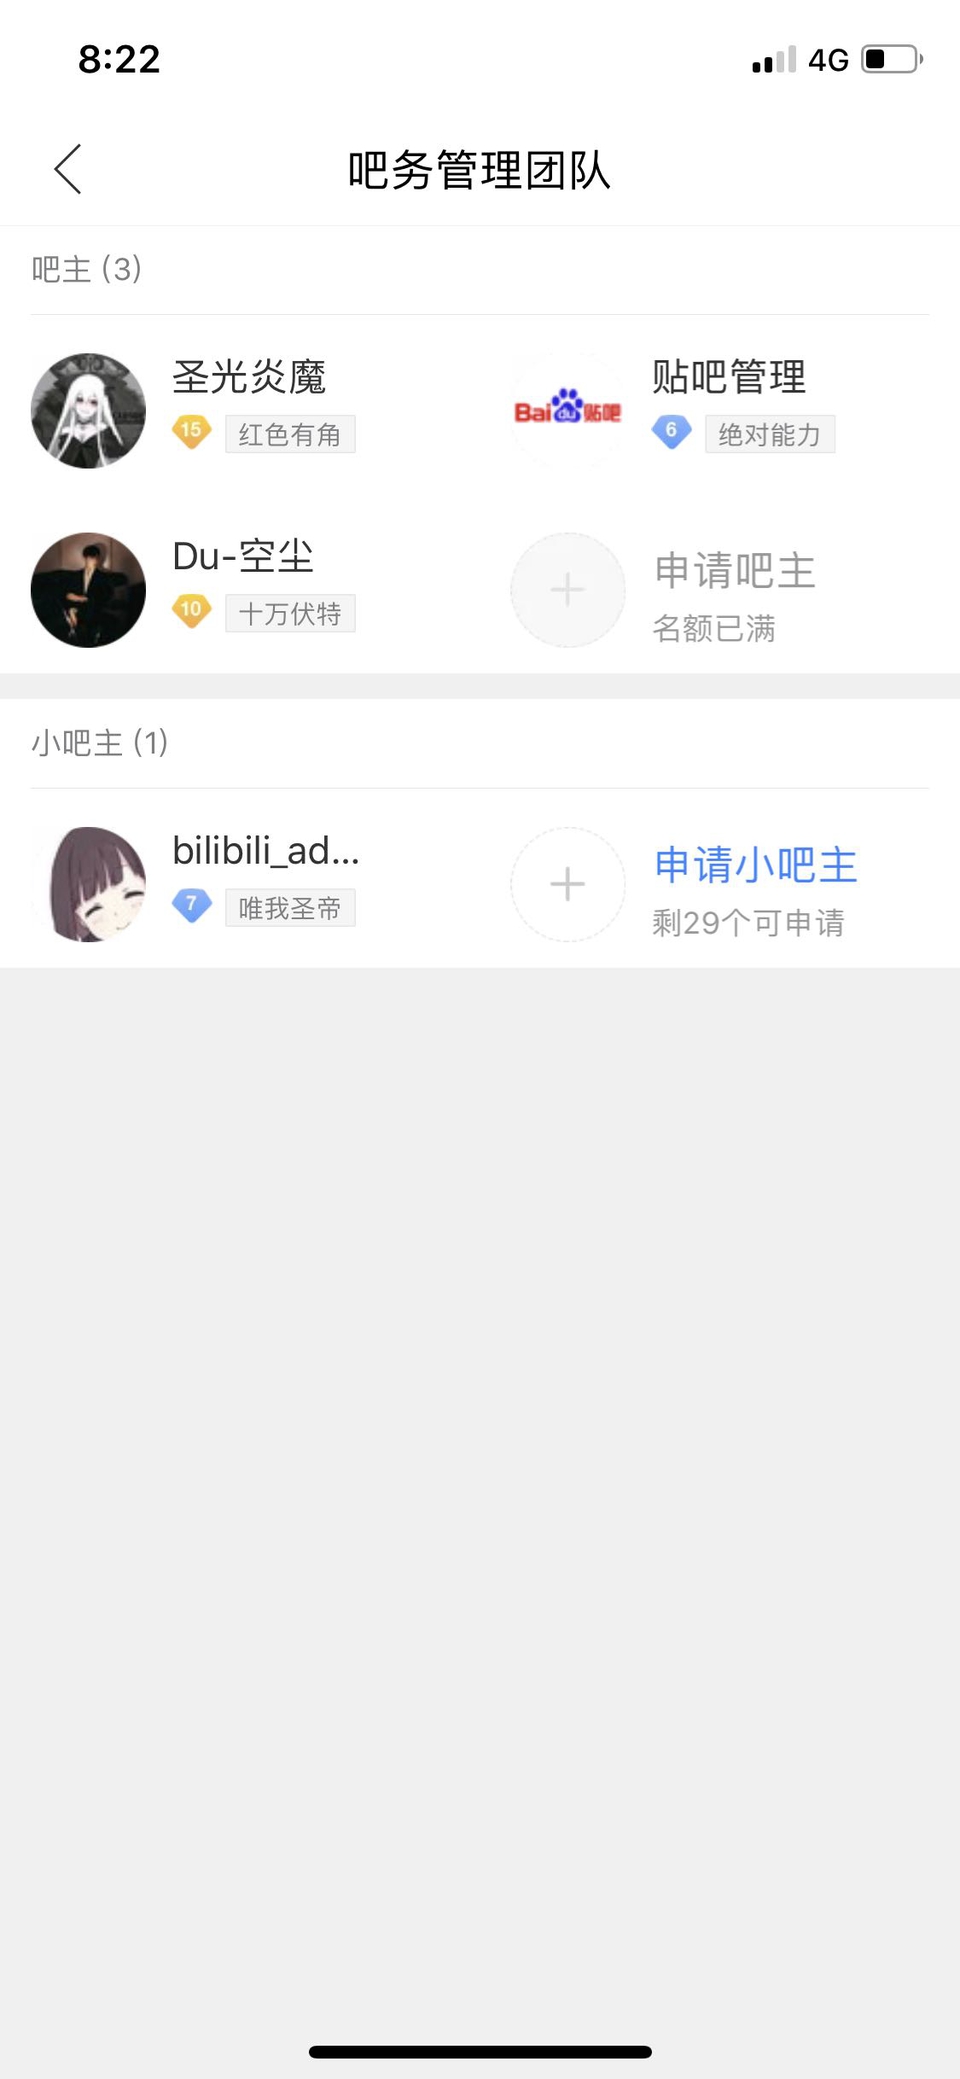 8:22
4G
吧务管理团队
吧主 (3)
圣光炎魔
15 红色有角
Bai du 贴吧
贴吧管理
6 绝对能力
Du-空尘
10 十万伏特
申请吧主
名额已满
小吧主 (1)
bilibili_ad...
7 唯我圣帝
申请小吧主
剩29个可申请